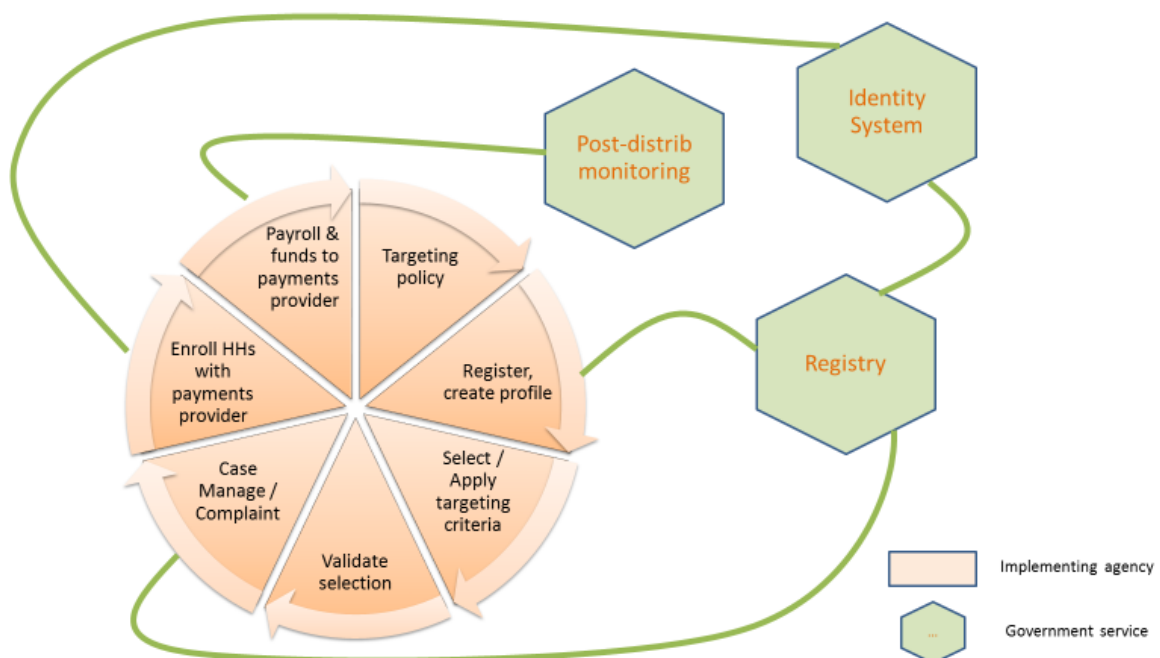 Identity
System
Post-distrib
monitoring
Payroll &
funds to
payments
provider
Targeting
policy
Enroll HHs
with
payments
provider
Register,
create profile
Registry
Case
Manage /
Complaint
Select /
Apply
targeting
criteria
Validate
selection
Implementing agency
...
Government service